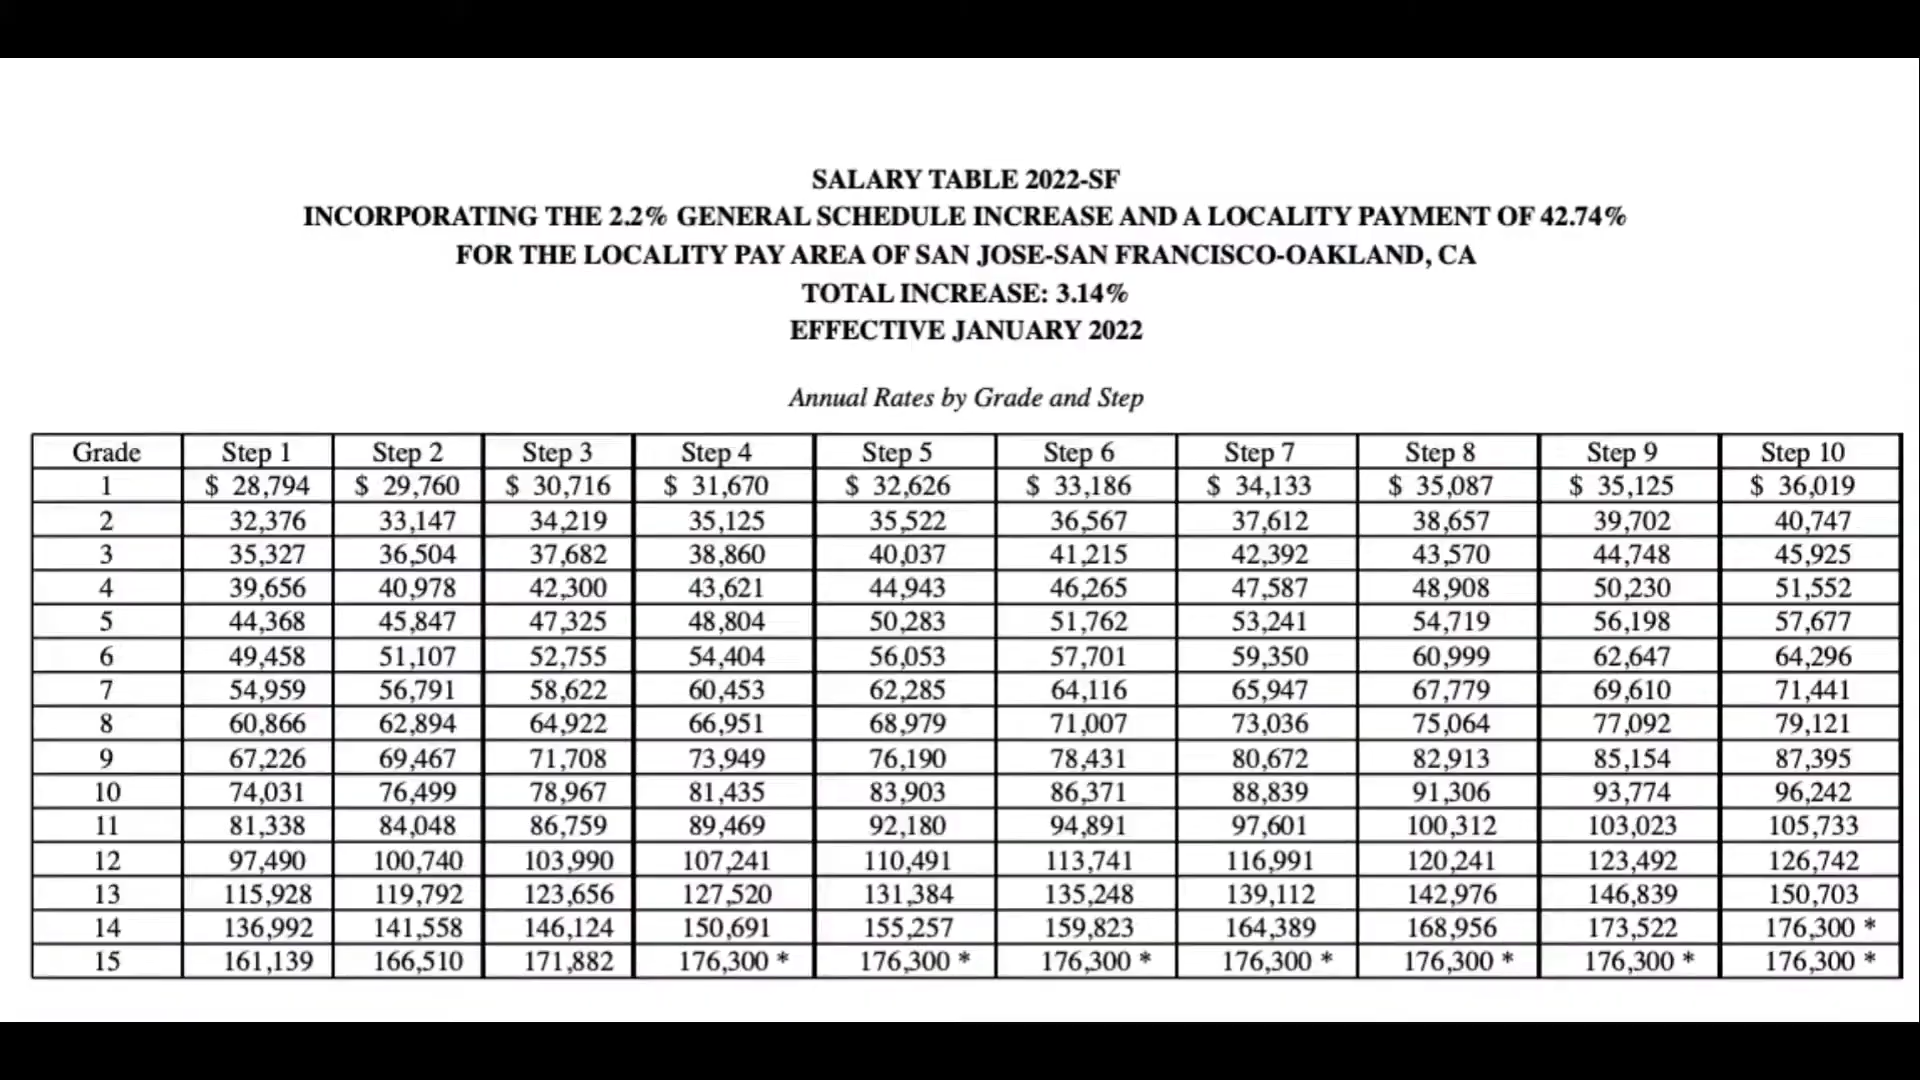 SALARY TABLE 2022-SF
INCORPORATING THE 2.2% GENERAL SCHEDULE INCREASE AND A LOCALITY PAYMENT OF 42.74%
FOR THE LOCALITY PAY AREA OF SAN JOSE-SAN FRANCISCO-OAKLAND, CA
TOTAL INCREASE: 3.14%
EFFECTIVE JANUARY 2022
Annual Rates by Grade and Step
Grade Step 1 Step 2 Step 3 Step 4 Step 5 Step 6 Step 7 Step 8 Step 9 Step 10
1 $ 28,794 $ 29,760 $ 30,716 $ 31,670 $ 32,626 $ 33,186 $ 34,133 $ 35,087 $ 35,125 $ 36,019
2 32,376 33,147 34,219 35,125 35,522 36,567 37,612 38,657 39,702 40,747
3 35,327 36,504 37,682 38,860 40,037 41,215 42,392 43,570 44,748 45,925
4 39,656 40,978 42,300 43,621 44,943 46,265 47,587 48,908 50,230 51,552
5 44,368 45,847 47,325 48,804 50,283 51,762 53,241 54,719 56,198 57,677
6 49,458 51,107 52,755 54,404 56,053 57,701 59,350 60,999 62,647 64,296
7 54,959 56,791 58,622 60,453 62,285 64,116 65,947 67,779 69,610 71,441
8 60,866 62,894 64,922 66,951 68,979 71,007 73,036 75,064 77,092 79,121
9 67,226 69,467 71,708 73,949 76,190 78,431 80,672 82,913 85,154 87,395
10 74,031 76,499 78,967 81,435 83,903 86,371 88,839 91,306 93,774 96,242
11 81,338 84,048 86,759 89,469 92,180 94,891 97,601 100,312 103,023 105,733
12 97,490 100,740 103,990 107,241 110,491 113,741 116,991 120,241 123,492 126,742
13 115,928 119,792 123,656 127,520 131,384 135,248 139,112 142,976 146,839 150,703
14 136,992 141,558 146,124 150,691 155,257 159,823 164,389 168,956 173,522 176,300 *
15 161,139 166,510 171,882 176,300 * 176,300 * 176,300 * 176,300 * 176,300 * 176,300 * 176,300 *